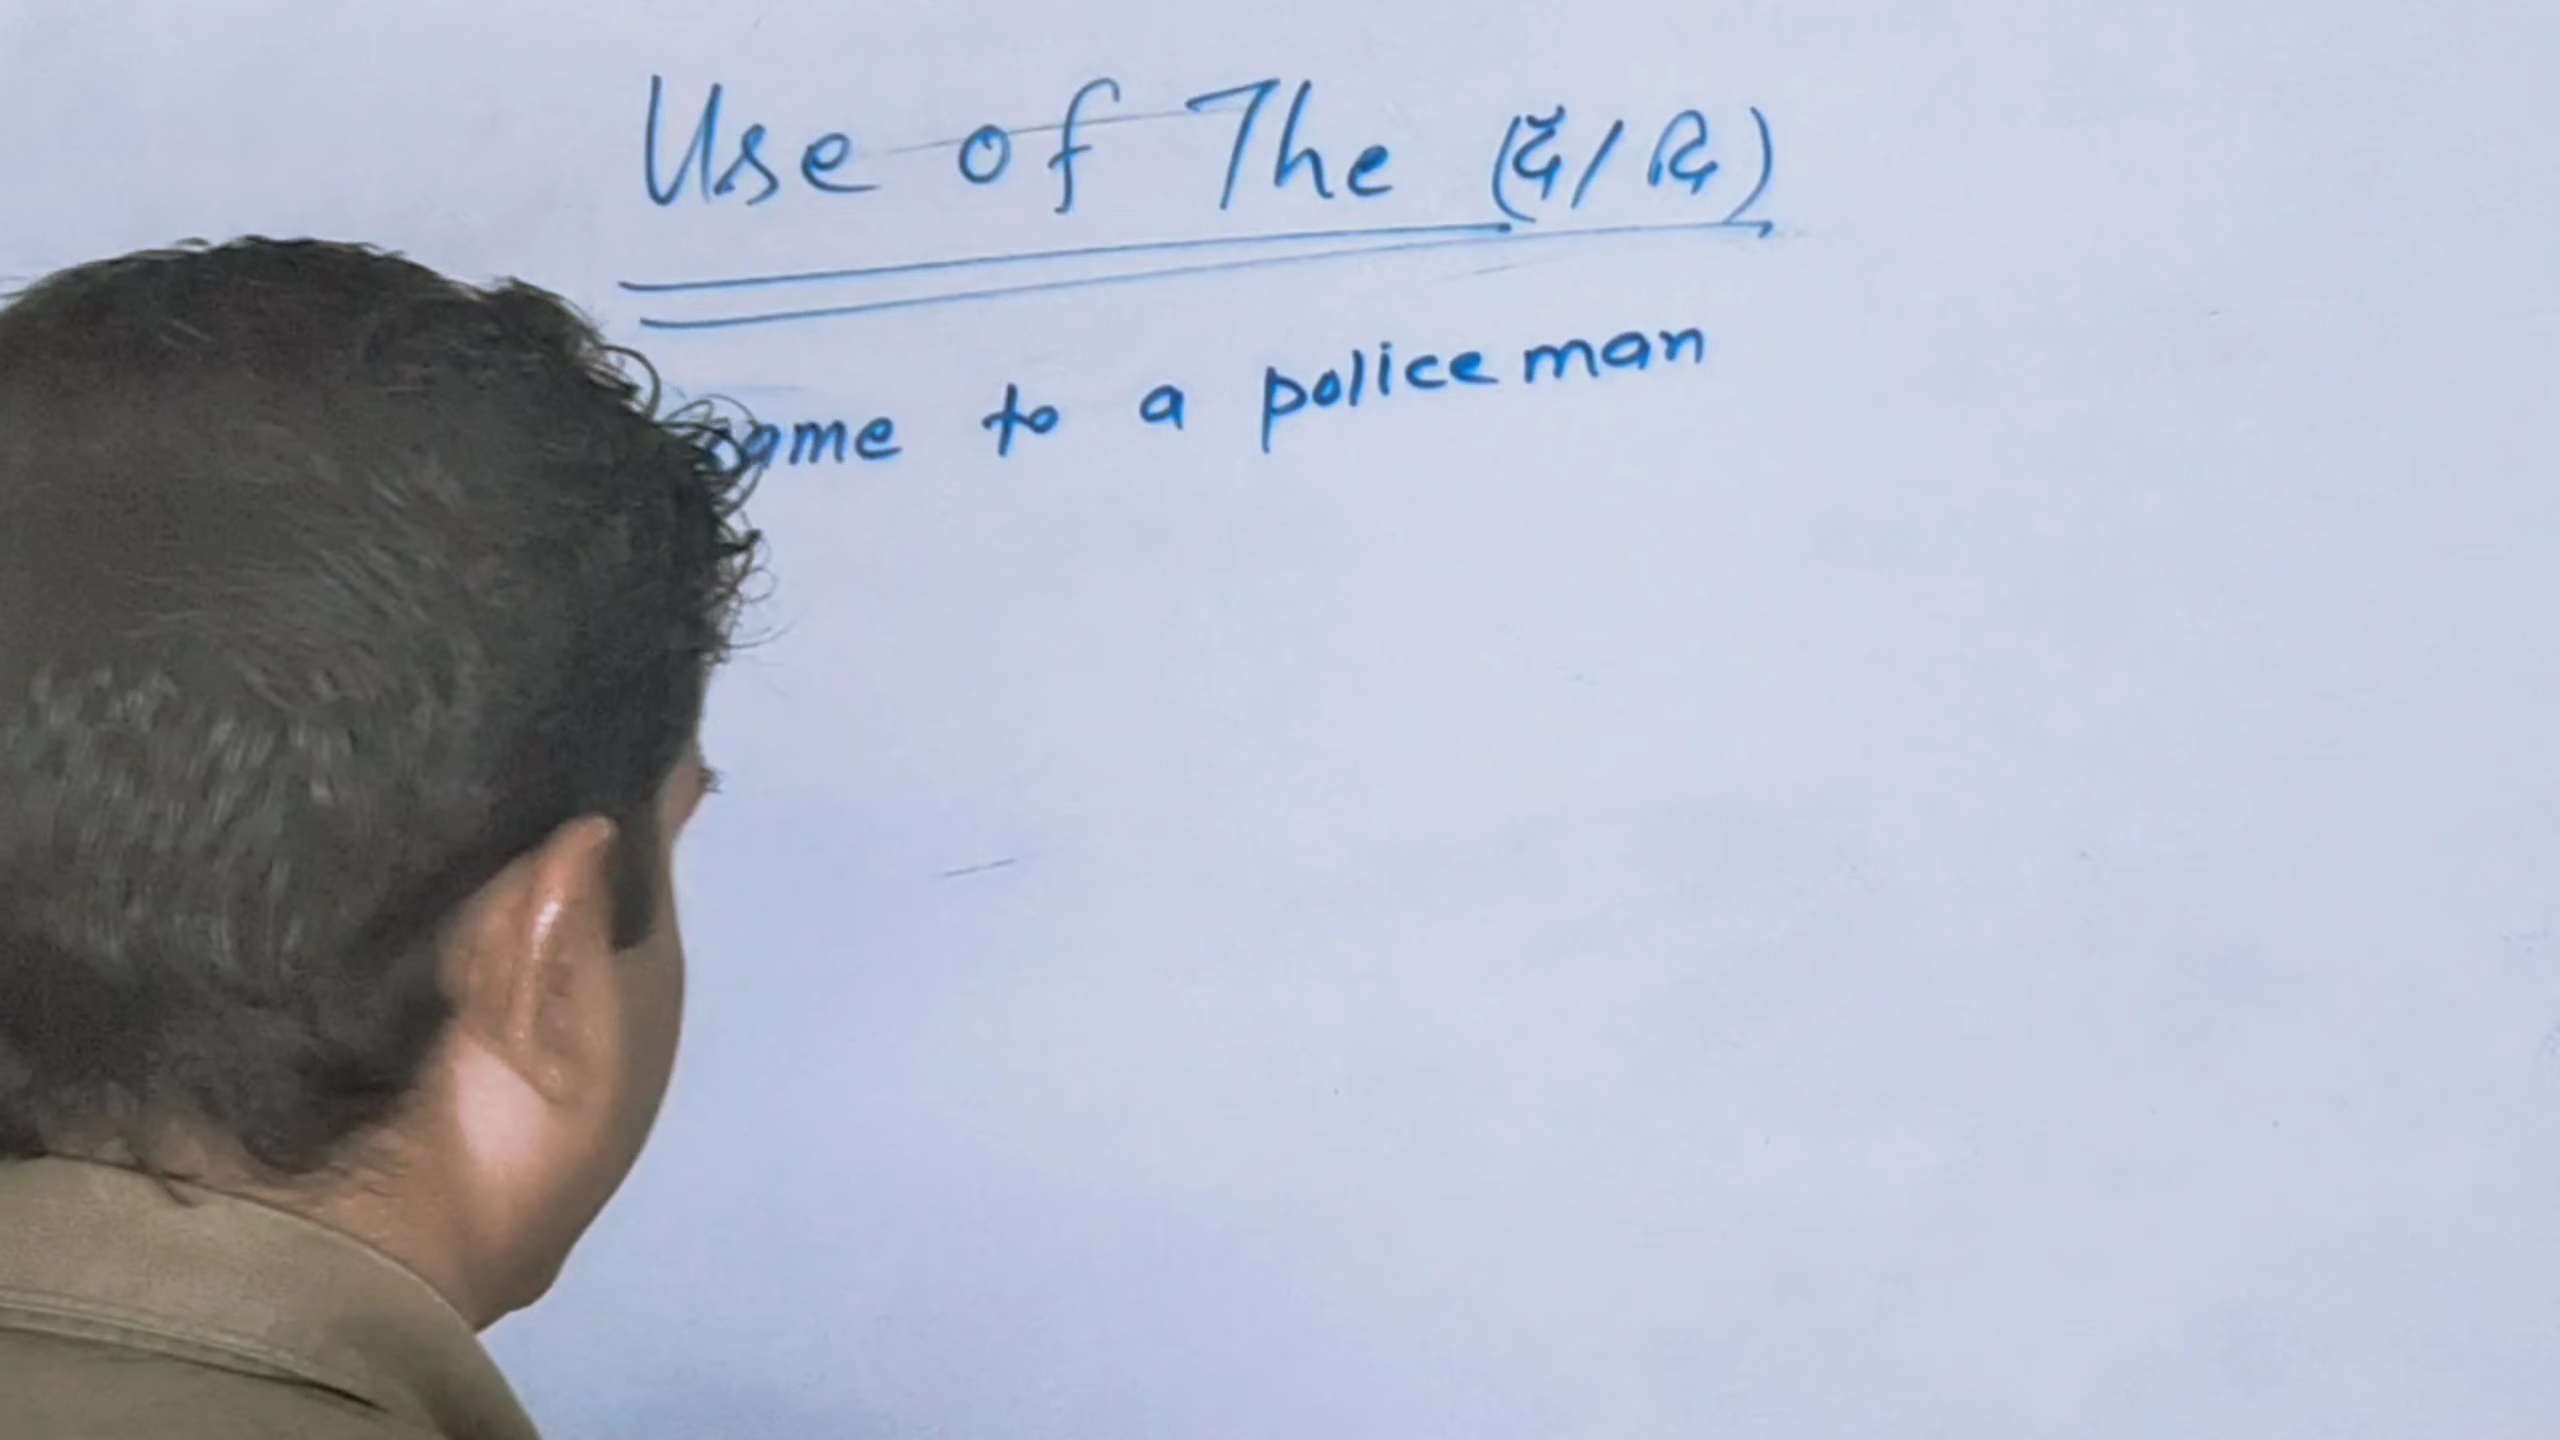 Use of The (दॅ/दि)
came to a policeman